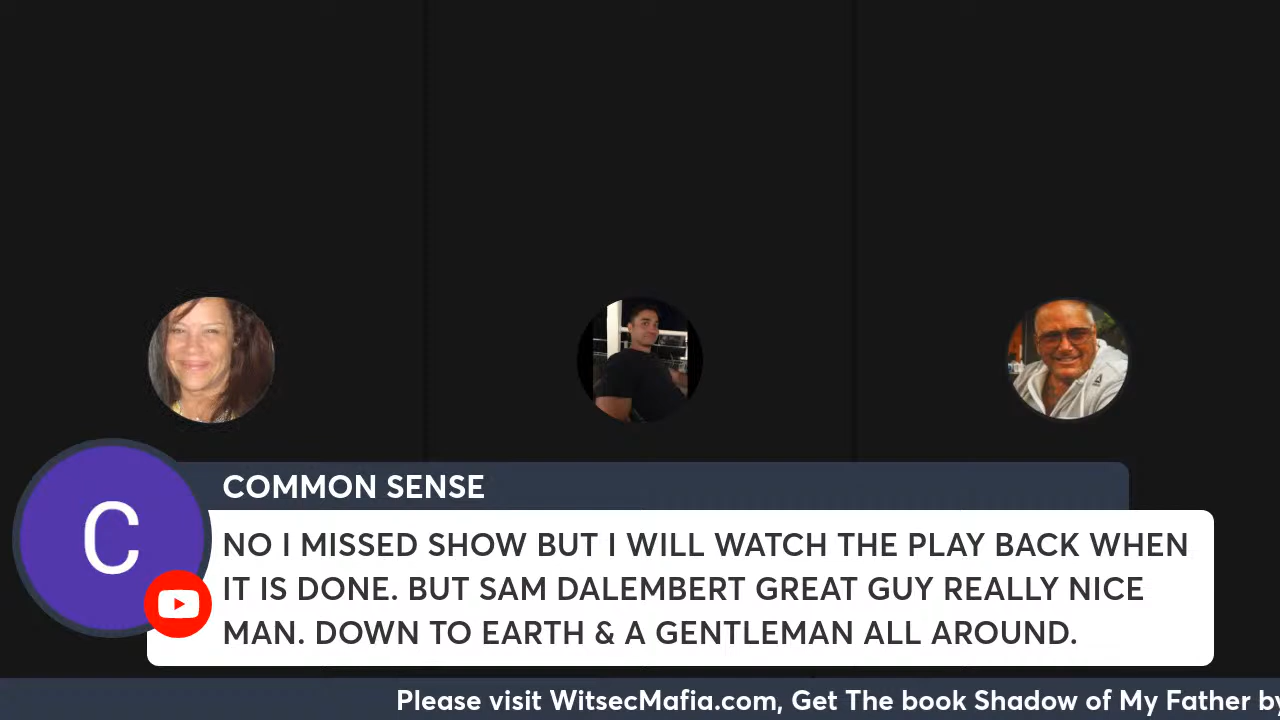 C
COMMON SENSE
NO I MISSED SHOW BUT I WILL WATCH THE PLAY BACK WHEN
IT IS DONE. BUT SAM DALEMBERT GREAT GUY REALLY NICE
MAN. DOWN TO EARTH & A GENTLEMAN ALL AROUND.
Please visit WitsecMafia.com, Get The book Shadow of My Father by